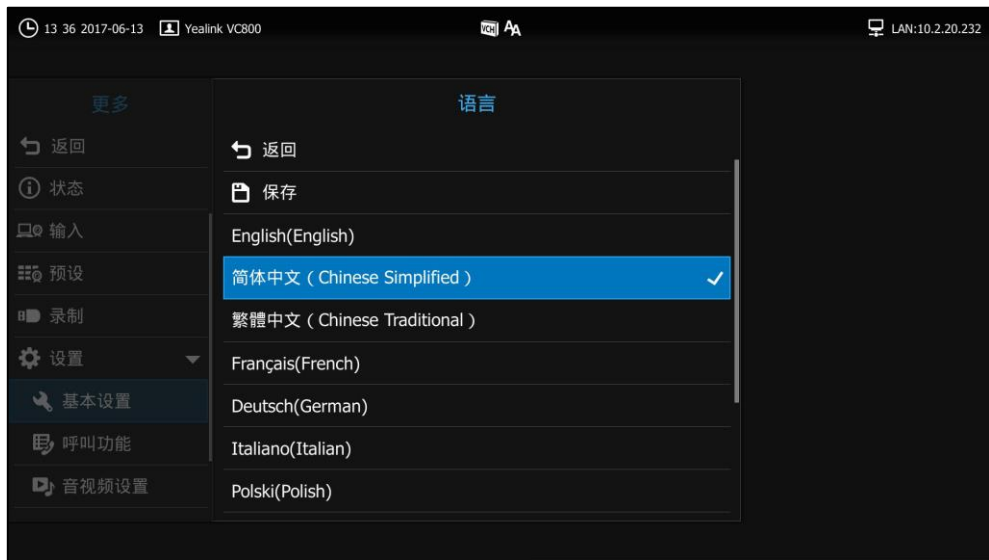 13 36 2017-06-13 Yealink VC800 VCH AA LAN:10.2.20.232
更多
返回
状态
输入
预设
录制
设置
基本设置
呼叫功能
音视频设置
语言
返回
保存
English(English)
简体中文（Chinese Simplified）
繁體中文（Chinese Traditional）
Français(French)
Deutsch(German)
Italiano(Italian)
Polski(Polish)